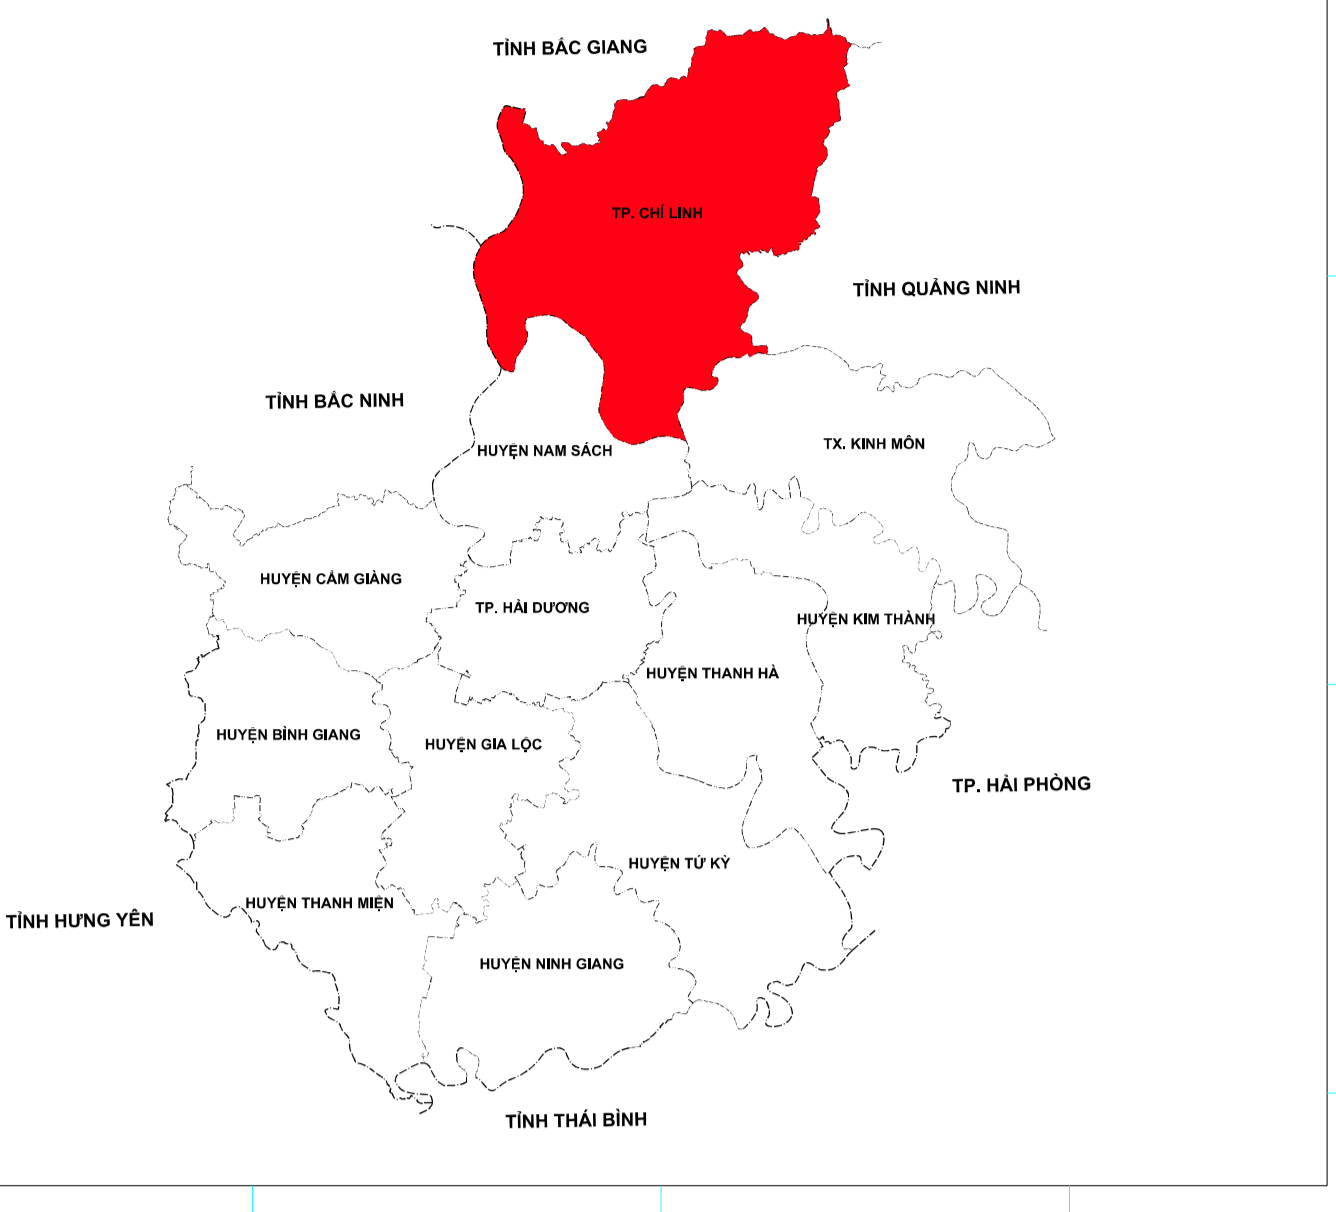 TỈNH BẮC GIANG
TP. CHÍ LINH
TỈNH QUẢNG NINH
TỈNH BẮC NINH
HUYỆN NAM SÁCH
TX. KINH MÔN
HUYỆN CẨM GIÀNG
TP. HẢI DƯƠNG
HUYỆN KIM THÀNH
HUYỆN THANH HÀ
HUYỆN BÌNH GIANG
HUYỆN GIA LỘC
TP. HẢI PHÒNG
HUYỆN TỨ KỲ
HUYỆN THANH MIỆN
TỈNH HƯNG YÊN
HUYỆN NINH GIANG
TỈNH THÁI BÌNH